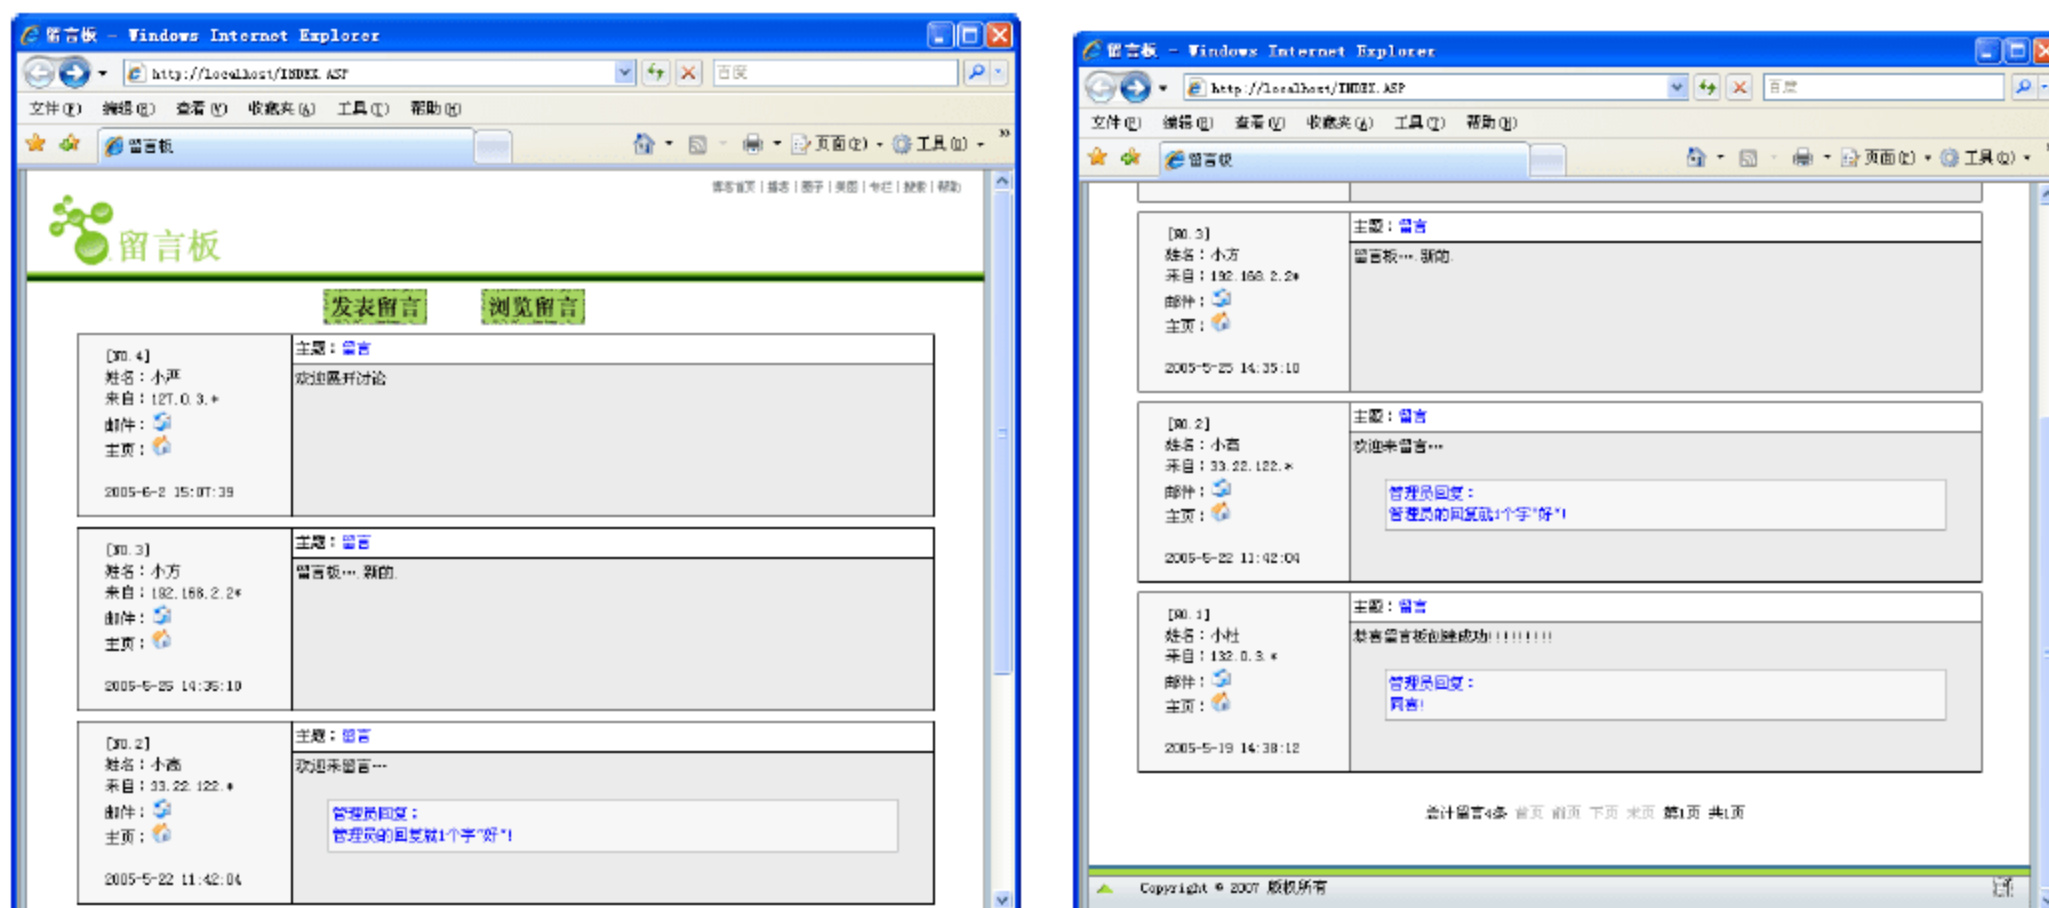 留言板 - Windows Internet Explorer
http://localhost/INDEX.ASP
百度
文件(F) 编辑(E) 查看(V) 收藏夹(A) 工具(T) 帮助(H)
留言板
页面(P) 工具(O)
博客首页 | 播客 | 圈子 | 美图 | 专栏 | 搜索 | 帮助
留言板
发表留言 浏览留言
[NO.4]
姓名：小严
来自：127.0.3.*
邮件：
主页：
2005-6-2 15:07:39
主题：留言
欢迎展开讨论
[NO.3]
姓名：小方
来自：192.168.2.2*
邮件：
主页：
2005-5-25 14:35:10
主题：留言
留言板….新的.
[NO.2]
姓名：小高
来自：33.22.122.*
邮件：
主页：
2005-5-22 11:42:04
主题：留言
欢迎来留言…
管理员回复：
管理员的回复就1个字"好"!
留言板 - Windows Internet Explorer
http://localhost/INDEX.ASP
百度
文件(F) 编辑(E) 查看(V) 收藏夹(A) 工具(T) 帮助(H)
留言板
页面(P) 工具(O)
[NO.3]
姓名：小方
来自：192.168.2.2*
邮件：
主页：
2005-5-25 14:35:10
主题：留言
留言板….新的.
[NO.2]
姓名：小高
来自：33.22.122.*
邮件：
主页：
2005-5-22 11:42:04
主题：留言
欢迎来留言…
管理员回复：
管理员的回复就1个字"好"!
[NO.1]
姓名：小杜
来自：132.0.3.*
邮件：
主页：
2005-5-19 14:38:12
主题：留言
恭喜留言板创建成功!!!!!!!!!
管理员回复：
同喜!
总计留言4条 首页 前页 下页 末页 第1页 共1页
Copyright © 2007 版权所有